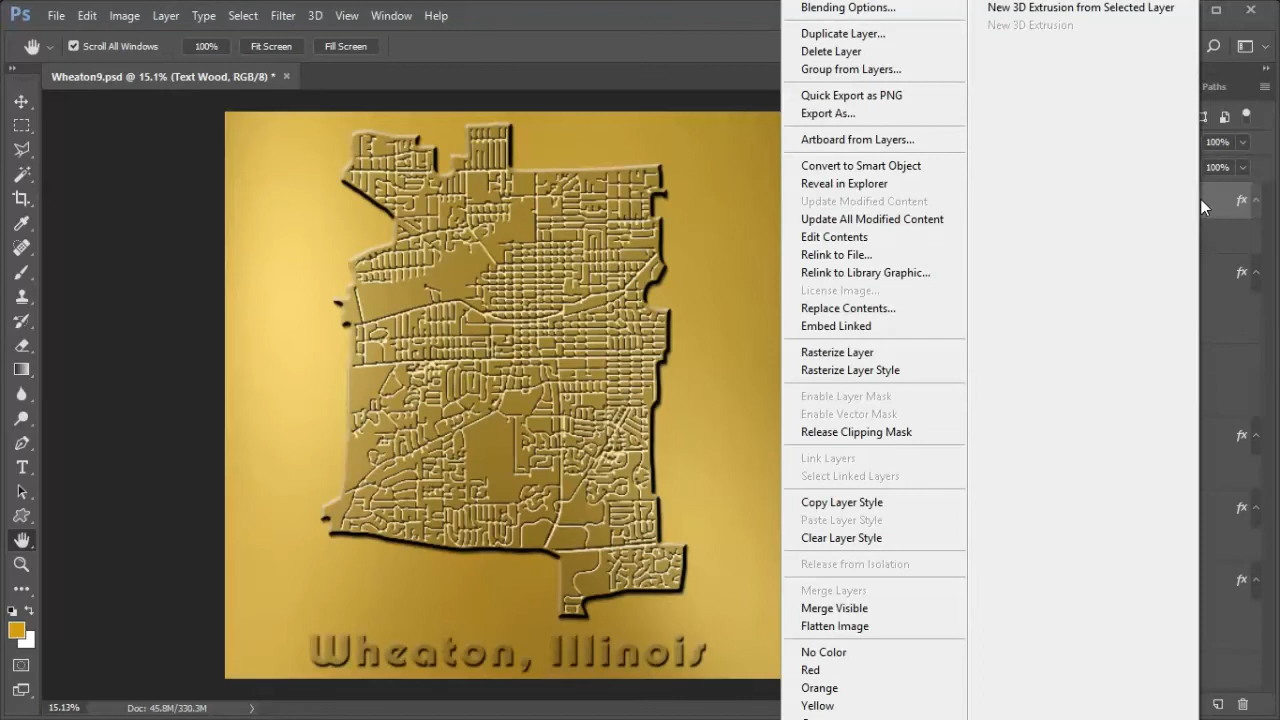 Ps File Edit Image Layer Type Select Filter 3D View Window Help
Scroll All Windows 100% Fit Screen Fill Screen
Wheaton9.psd @ 15.1% (Text Wood, RGB/8) * ×
Wheaton, Illinois
15.13% Doc: 45.8M/330.3M
Blending Options...
Duplicate Layer...
Delete Layer
Group from Layers...
Quick Export as PNG
Export As...
Artboard from Layers...
Convert to Smart Object
Reveal in Explorer
Update Modified Content
Update All Modified Content
Edit Contents
Relink to File...
Relink to Library Graphic...
License Image...
Replace Contents...
Embed Linked
Rasterize Layer
Rasterize Layer Style
Enable Layer Mask
Enable Vector Mask
Release Clipping Mask
Link Layers
Select Linked Layers
Copy Layer Style
Paste Layer Style
Clear Layer Style
Release from Isolation
Merge Layers
Merge Visible
Flatten Image
No Color
Red
Orange
Yellow
New 3D Extrusion from Selected Layer
New 3D Extrusion
Paths
100%
100%
fx
fx
fx
fx
fx